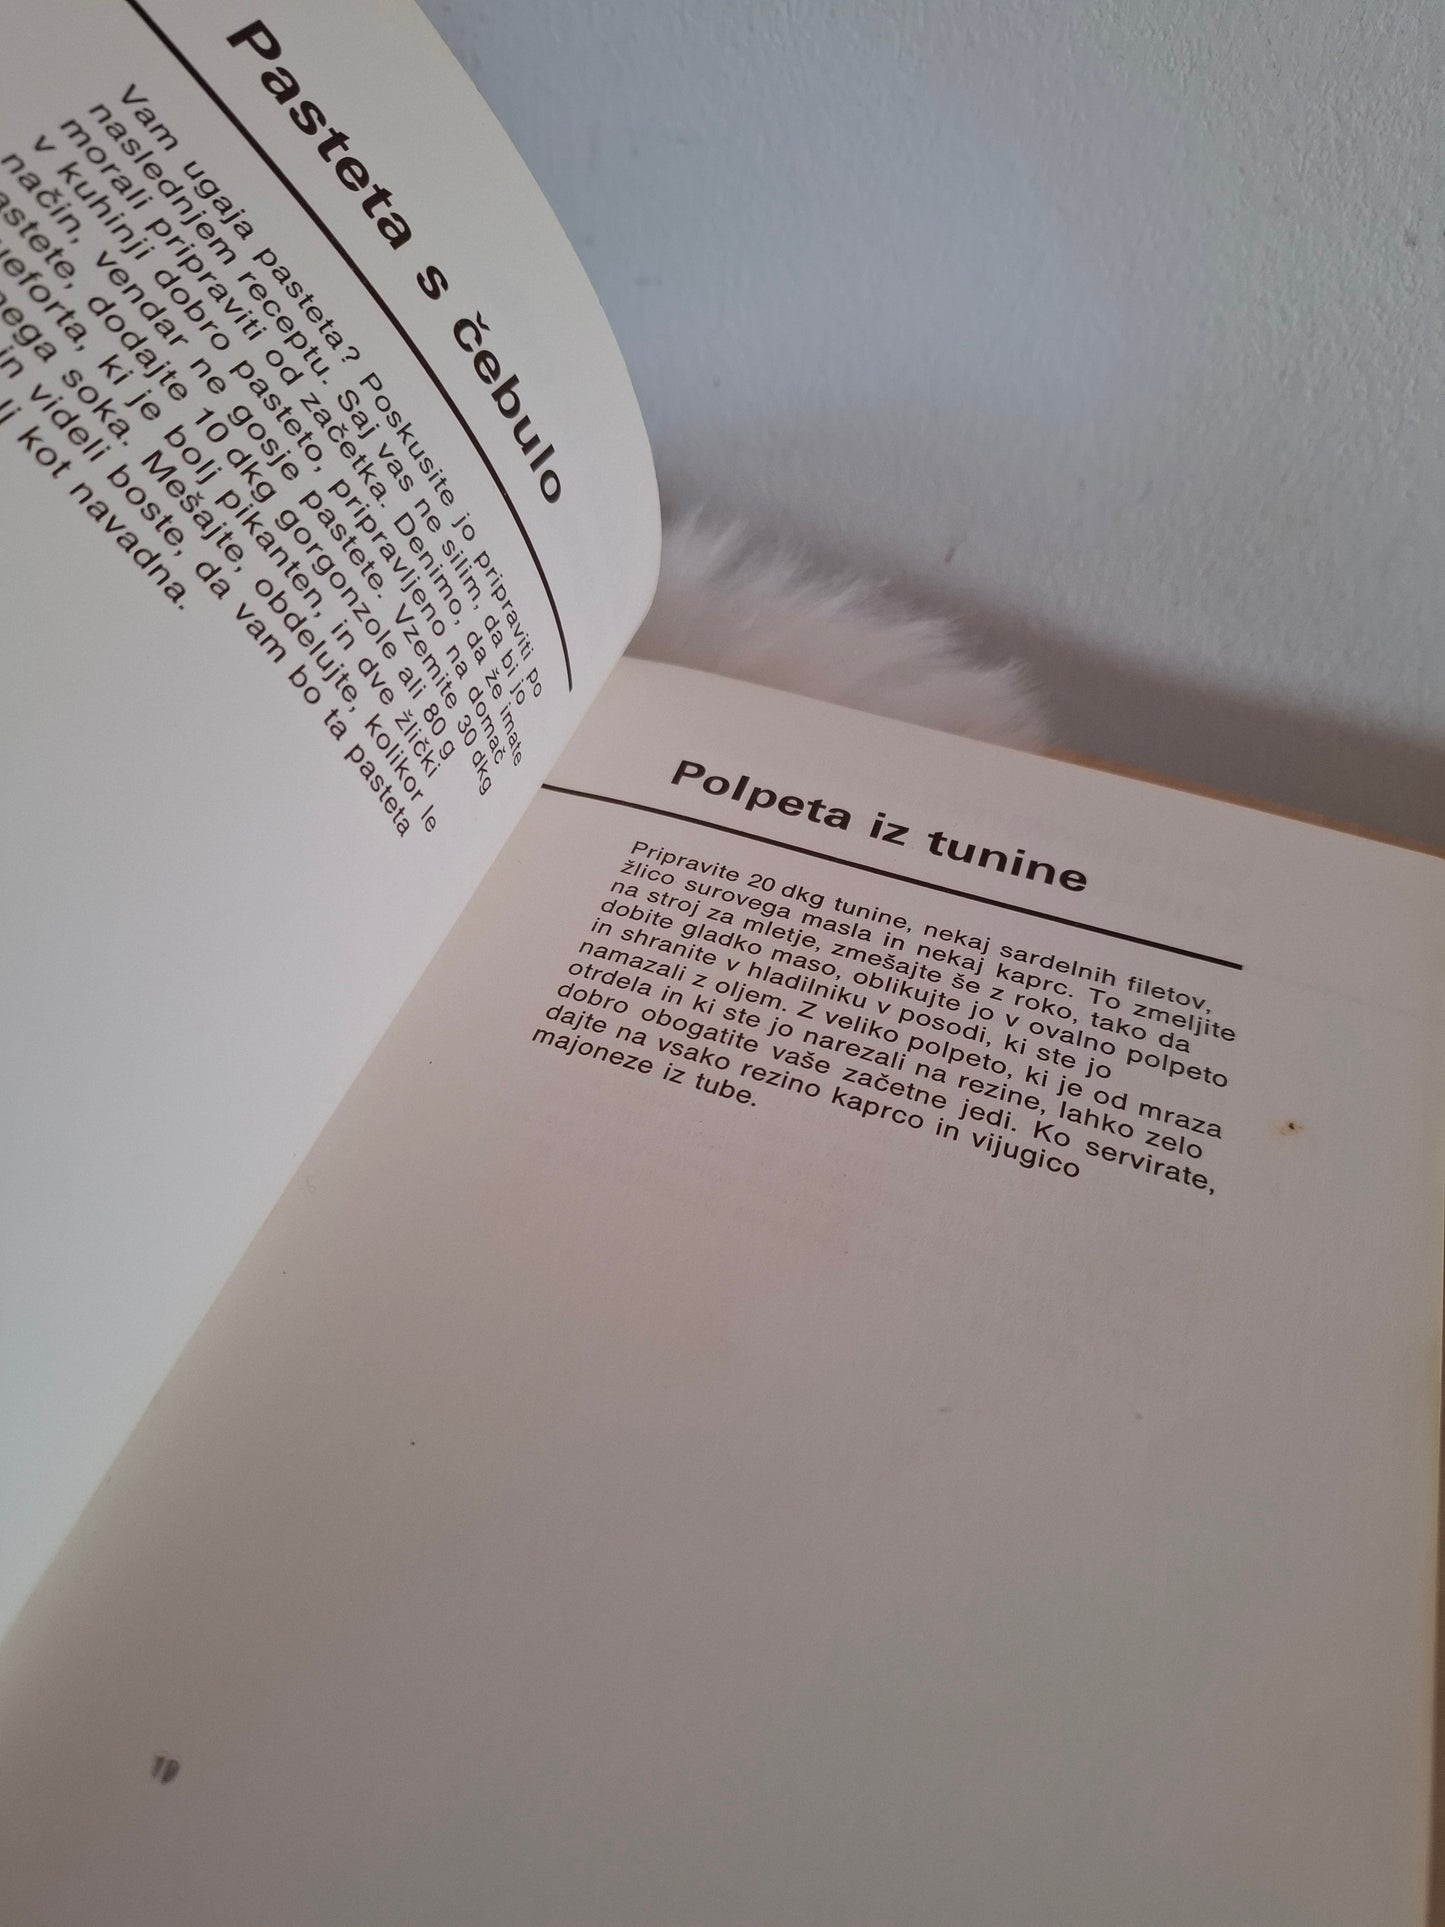 Pasteta s čebulo
Vam ugaja pasteta? Poskusite jo pripraviti po
naslednjem receptu. Saj vas ne silim, da bi jo
morali pripraviti od začetka. Denimo, da že imate
v kuhinji dobro pasteto, pripravljeno na domač
način, vendar ne gosje pastete. Vzemite 30 dkg
dodajte 10 dkg gorgonzole ali 80 g
ki je bolj pikanten, in dve žlički
soka. Mešajte, obdelujte, kolikor le
in videli boste, da vam bo ta pasteta
kot navadna.
Polpeta iz tunine
Pripravite 20 dkg tunine, nekaj sardelnih filetov,
žlico surovega masla in nekaj kaprc. To zmeljite
na stroj za mletje, zmešajte še z roko, tako da
dobite gladko maso, oblikujte jo v ovalno polpeto
in shranite v hladilniku v posodi, ki ste jo
namazali z oljem. Z veliko polpeto, ki je od mraza
otrdela in ki ste jo narezali na rezine, lahko zelo
dobro obogatite vaše začetne jedi. Ko servirate,
dajte na vsako rezino kaprco in vijugico
majoneze iz tube.